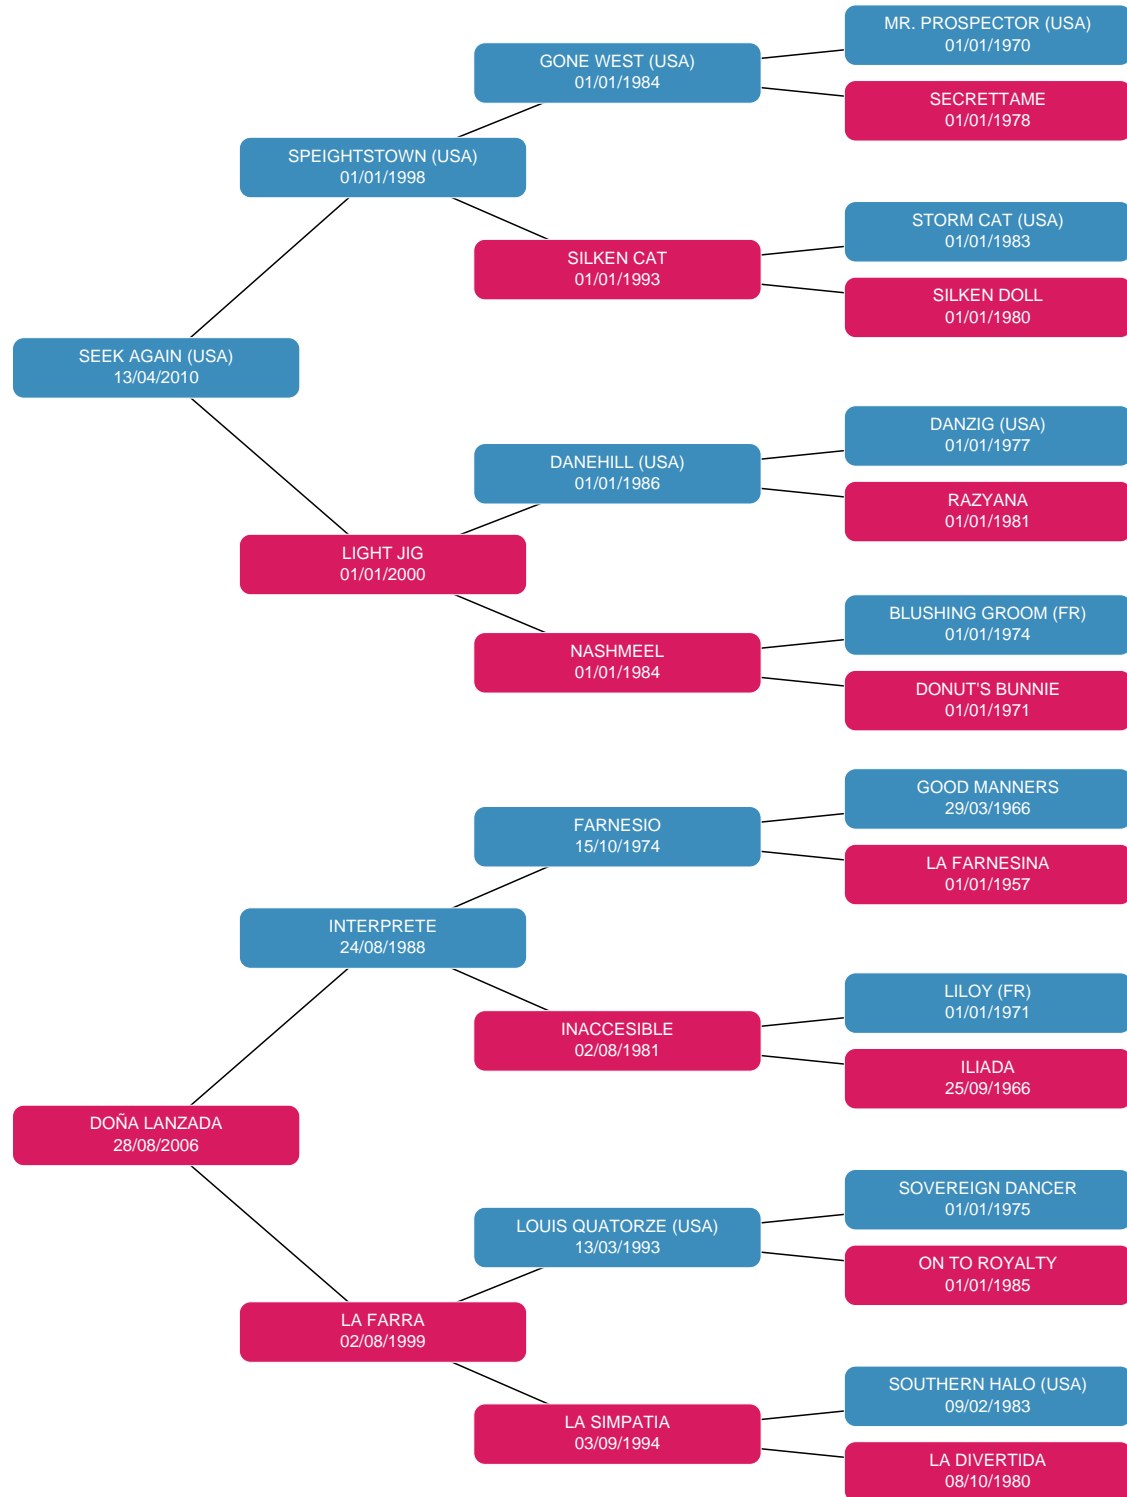 MR. PROSPECTOR (USA)
01/01/1970
GONE WEST (USA)
01/01/1984
SECRETTAME
01/01/1978
SPEIGHTSTOWN (USA)
01/01/1998
STORM CAT (USA)
01/01/1983
SILKEN CAT
01/01/1993
SILKEN DOLL
01/01/1980
SEEK AGAIN (USA)
13/04/2010
DANZIG (USA)
01/01/1977
DANEHILL (USA)
01/01/1986
RAZYANA
01/01/1981
LIGHT JIG
01/01/2000
BLUSHING GROOM (FR)
01/01/1974
NASHMEEL
01/01/1984
DONUT'S BUNNIE
01/01/1971
GOOD MANNERS
29/03/1966
FARNESIO
15/10/1974
LA FARNESINA
01/01/1957
INTERPRETE
24/08/1988
LILOY (FR)
01/01/1971
INACCESIBLE
02/08/1981
ILIADA
25/09/1966
DOÑA LANZADA
28/08/2006
SOVEREIGN DANCER
01/01/1975
LOUIS QUATORZE (USA)
13/03/1993
ON TO ROYALTY
01/01/1985
LA FARRA
02/08/1999
SOUTHERN HALO (USA)
09/02/1983
LA SIMPATIA
03/09/1994
LA DIVERTIDA
08/10/1980